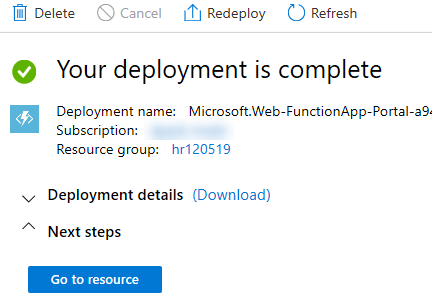 Delete Cancel Redeploy Refresh
Your deployment is complete
Deployment name: Microsoft.Web-FunctionApp-Portal-a94
Subscription:
Resource group: hr120519
Deployment details (Download)
Next steps
Go to resource